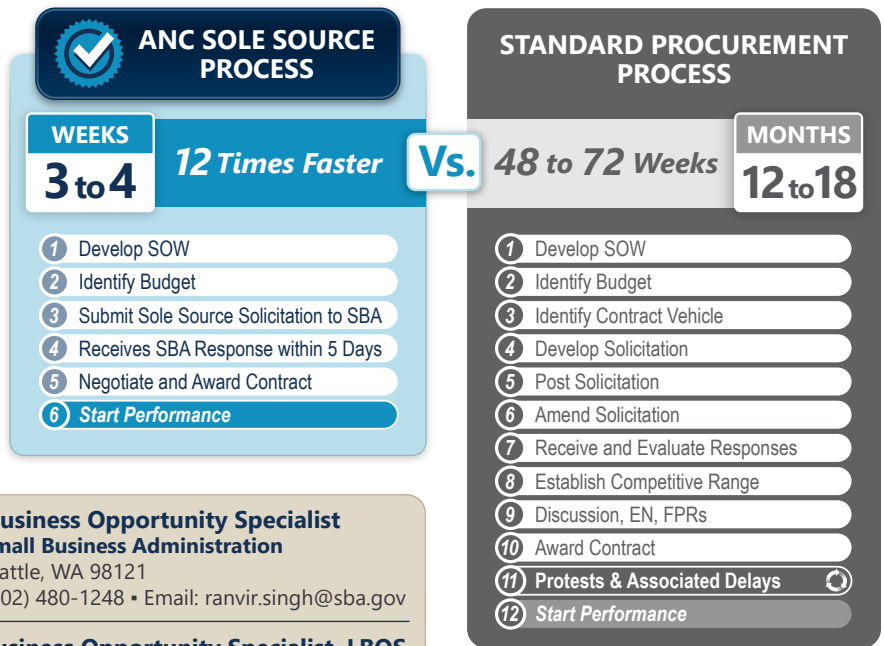 ANC SOLE SOURCE
PROCESS
WEEKS
3 to 4
12 Times Faster
1 Develop SOW
2 Identify Budget
3 Submit Sole Source Solicitation to SBA
4 Receives SBA Response within 5 Days
5 Negotiate and Award Contract
6 Start Performance
Vs.
STANDARD PROCUREMENT
PROCESS
48 to 72 Weeks
MONTHS
12 to 18
1 Develop SOW
2 Identify Budget
3 Identify Contract Vehicle
4 Develop Solicitation
5 Post Solicitation
6 Amend Solicitation
7 Receive and Evaluate Responses
8 Establish Competitive Range
9 Discussion, EN, FPRs
10 Award Contract
11 Protests & Associated Delays
12 Start Performance
usiness Opportunity Specialist
mall Business Administration
attle, WA 98121
02) 480-1248 ▪ Email: ranvir.singh@sba.gov
usiness Opportunity Specialist, LBOS